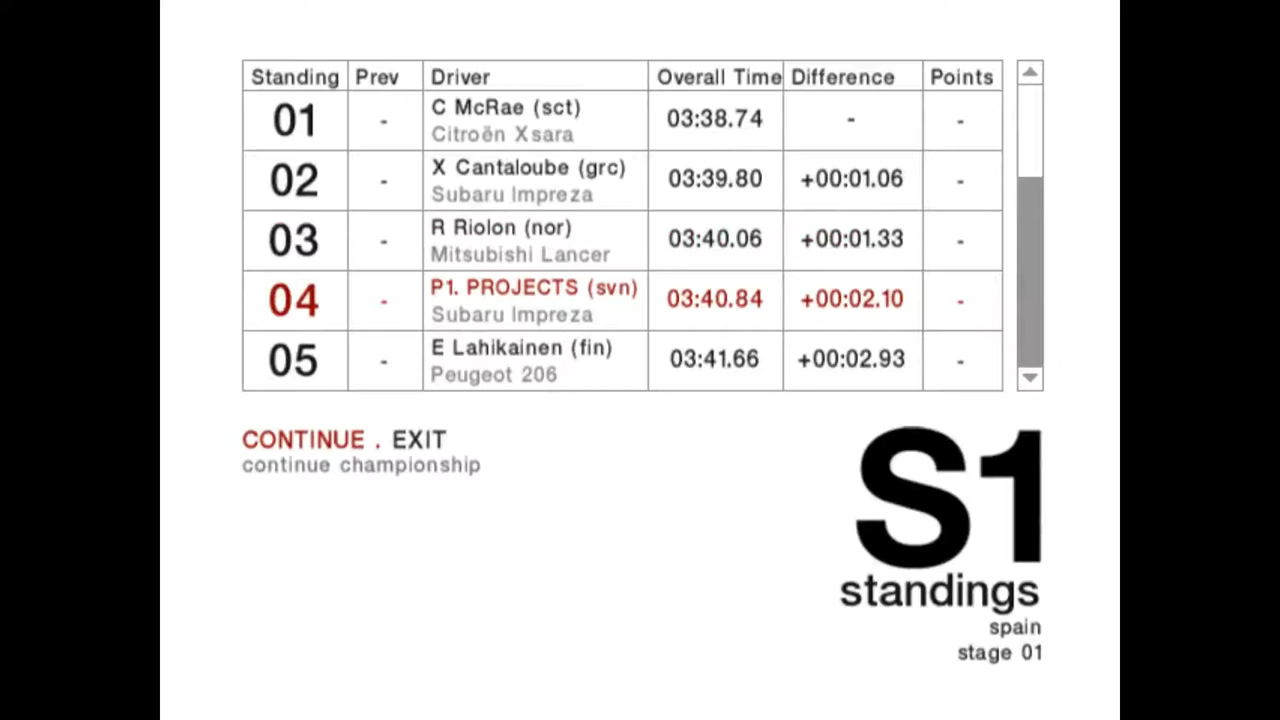 Standing Prev Driver Overall Time Difference Points
01 - C McRae (sct) 03:38.74 - -
Citroën Xsara
02 - X Cantaloube (grc) 03:39.80 +00:01.06 -
Subaru Impreza
03 - R Riolon (nor) 03:40.06 +00:01.33 -
Mitsubishi Lancer
04 - P1. PROJECTS (svn) 03:40.84 +00:02.10 -
Subaru Impreza
05 - E Lahikainen (fin) 03:41.66 +00:02.93 -
Peugeot 206
CONTINUE . EXIT
continue championship
S1
standings
spain
stage 01